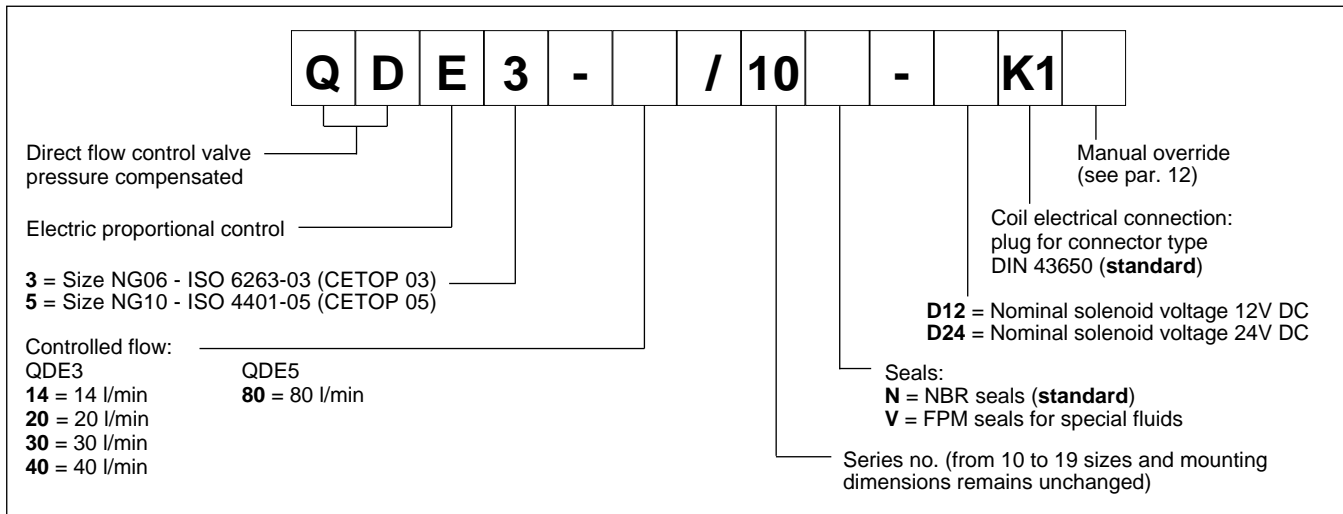 Q D E 3 - / 10 - K1
Direct flow control valve
pressure compensated
Electric proportional control
3 = Size NG06 - ISO 6263-03 (CETOP 03)
5 = Size NG10 - ISO 4401-05 (CETOP 05)
Controlled flow:
QDE3 QDE5
14 = 14 l/min 80 = 80 l/min
20 = 20 l/min
30 = 30 l/min
40 = 40 l/min
Manual override
(see par. 12)
Coil electrical connection:
plug for connector type
DIN 43650 (standard)
D12 = Nominal solenoid voltage 12V DC
D24 = Nominal solenoid voltage 24V DC
Seals:
N = NBR seals (standard)
V = FPM seals for special fluids
Series no. (from 10 to 19 sizes and mounting
dimensions remains unchanged)